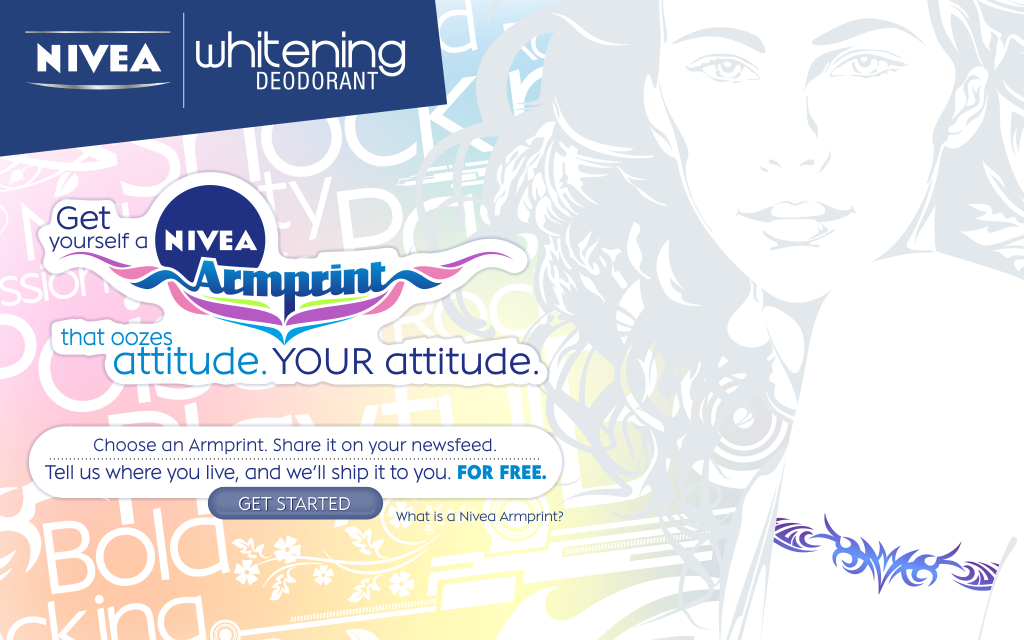 NIVEA
whitening
DEODORANT
Get
yourself a
NIVEA
Armprint
that oozes
attitude. YOUR attitude.
Choose an Armprint. Share it on your newsfeed.
Tell us where you live, and we'll ship it to you. FOR FREE.
GET STARTED
What is a Nivea Armprint?
Bold